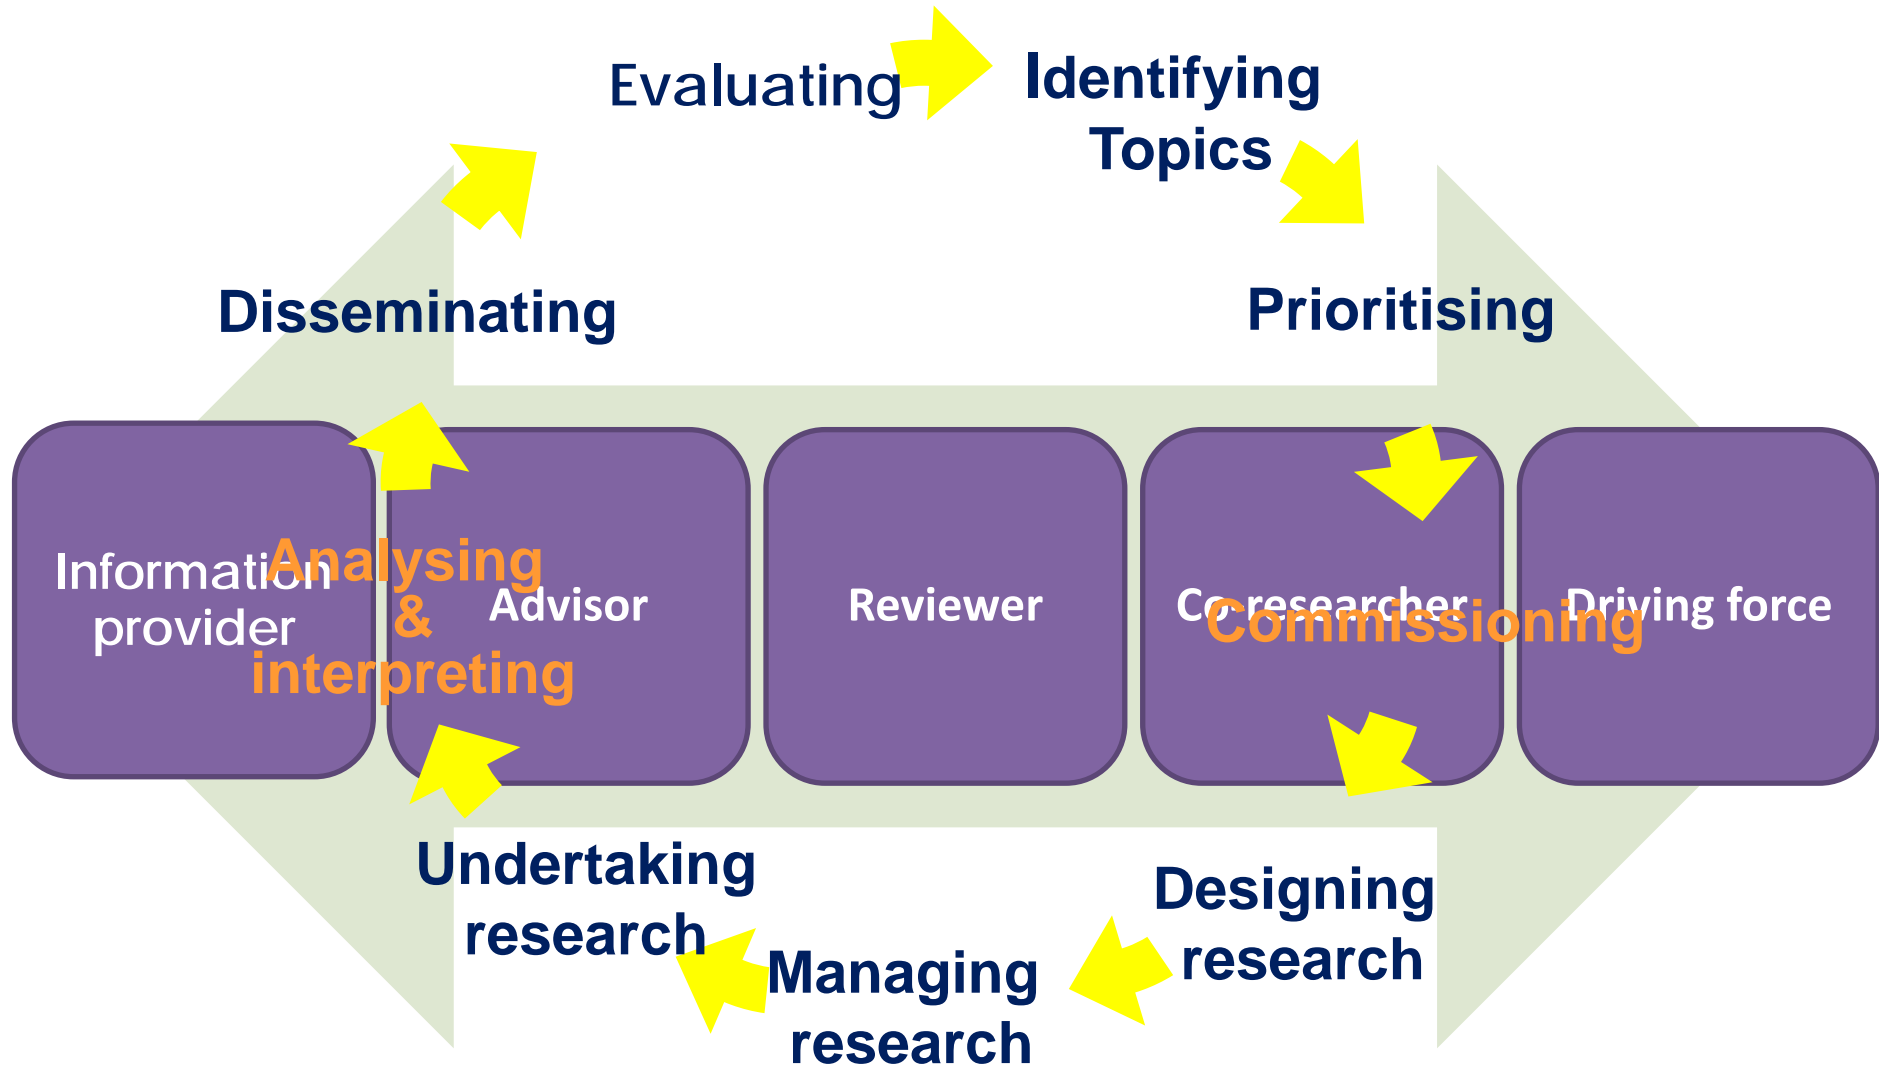 Evaluating
Identifying
Topics
Disseminating
Prioritising
Information
provider
Analysing
&
interpreting
Advisor
Reviewer
Co-researcher
Commissioning
Driving force
Undertaking
research
Designing
research
Managing
research